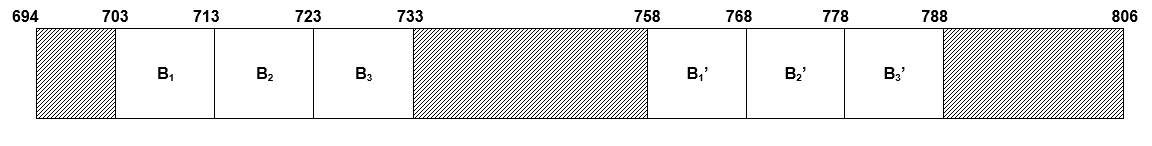 694 703 713 723 733 758 768 778 788 806
B₁ B₂ B₃ B₁’ B₂’ B₃’